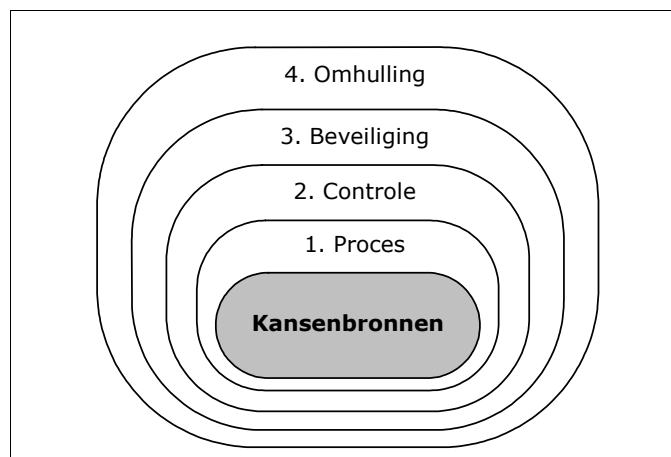 4. Omhulling
3. Beveiliging
2. Controle
1. Proces
Kansenbronnen